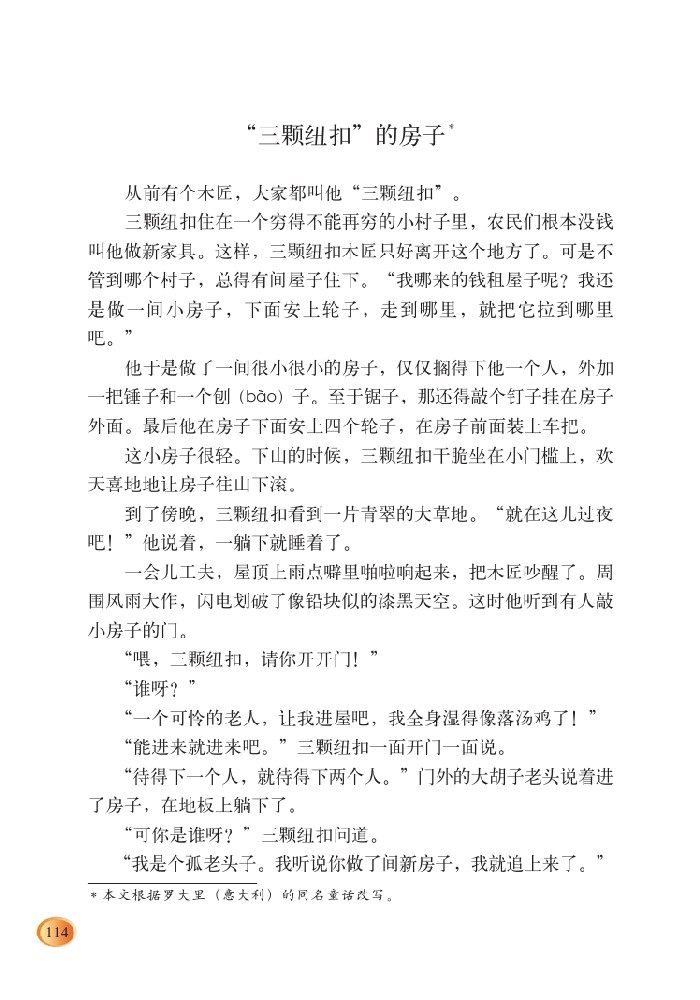 “三颗纽扣”的房子*
从前有个木匠，大家都叫他“三颗纽扣”。
三颗纽扣住在一个穷得不能再穷的小村子里，农民们根本没钱
叫他做新家具。这样，三颗纽扣木匠只好离开这个地方了。可是不
管到哪个村子，总得有间屋子住下。“我哪来的钱租屋子呢？我还
是做一间小房子，下面安上轮子，走到哪里，就把它拉到哪里
吧。”
他于是做了一间很小很小的房子，仅仅搁得下他一个人，外加
一把锤子和一个刨（bào）子。至于锯子，那还得敲个钉子挂在房子
外面。最后他在房子下面安上四个轮子，在房子前面装上车把。
这小房子很轻。下山的时候，三颗纽扣干脆坐在小门槛上，欢
天喜地地让房子往山下滚。
到了傍晚，三颗纽扣看到一片青翠的大草地。“就在这儿过夜
吧！”他说着，一躺下就睡着了。
一会儿工夫，屋顶上雨点噼里啪啦响起来，把木匠吵醒了。周
围风雨大作，闪电划破了像铅块似的漆黑天空。这时他听到有人敲
小房子的门。
“喂，三颗纽扣，请你开开门！”
“谁呀？”
“一个可怜的老人，让我进屋吧，我全身湿得像落汤鸡了！”
“能进来就进来吧。”三颗纽扣一面开门一面说。
“待得下一个人，就待得下两个人。”门外的大胡子老头说着进
了房子，在地板上躺下了。
“可你是谁呀？”三颗纽扣问道。
“我是个孤老头子。我听说你做了间新房子，我就追上来了。”
* 本文根据罗大里（意大利）的同名童话改写。
114